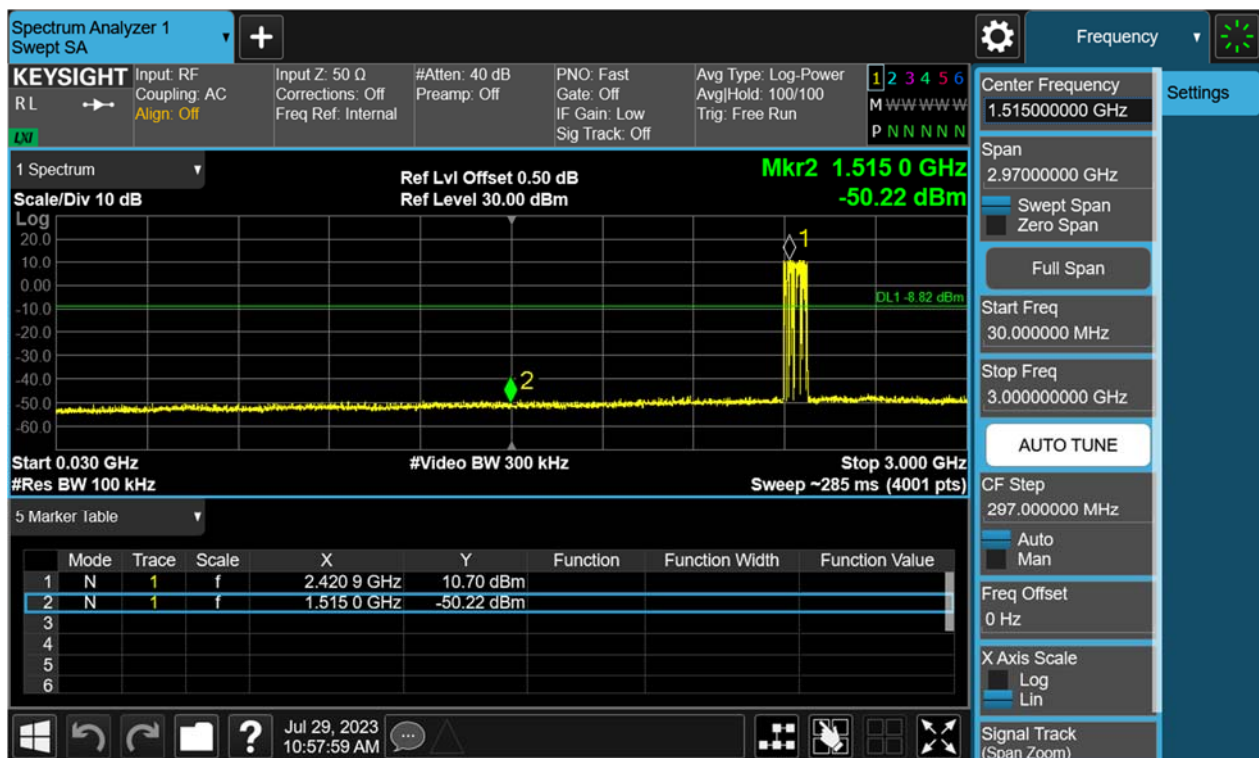 Spectrum Analyzer 1
Swept SA
+
Frequency
KEYSIGHT
RL
LXI
Input: RF
Coupling: AC
Align: Off
Input Z: 50 Ω
Corrections: Off
Freq Ref: Internal
#Atten: 40 dB
Preamp: Off
PNO: Fast
Gate: Off
IF Gain: Low
Sig Track: Off
Avg Type: Log-Power
Avg|Hold: 100/100
Trig: Free Run
1 2 3 4 5 6
M W W W W W
P N N N N N
1 Spectrum
Scale/Div 10 dB
Ref Lvl Offset 0.50 dB
Ref Level 30.00 dBm
Mkr2 1.515 0 GHz
-50.22 dBm
Log
20.0
10.0
0.00
-10.0
-20.0
-30.0
-40.0
-50.0
-60.0
1
DL1 -8.82 dBm
2
Start 0.030 GHz
#Video BW 300 kHz
Stop 3.000 GHz
#Res BW 100 kHz
Sweep ~285 ms (4001 pts)
5 Marker Table
Mode Trace Scale X Y Function Function Width Function Value
1 N 1 f 2.420 9 GHz 10.70 dBm
2 N 1 f 1.515 0 GHz -50.22 dBm
3
4
5
6
?
Jul 29, 2023
10:57:59 AM
Center Frequency
1.515000000 GHz
Settings
Span
2.97000000 GHz
Swept Span
Zero Span
Full Span
Start Freq
30.000000 MHz
Stop Freq
3.000000000 GHz
AUTO TUNE
CF Step
297.000000 MHz
Auto
Man
Freq Offset
0 Hz
X Axis Scale
Log
Lin
Signal Track
(Span Zoom)